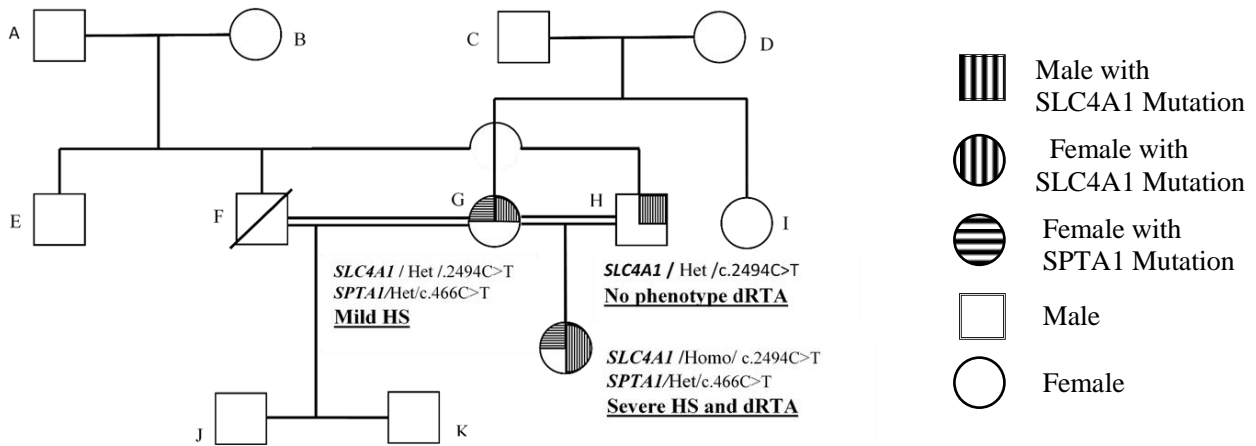 A
B
C
D
Male with
SLC4A1 Mutation
Female with
SLC4A1 Mutation
Female with
SPTA1 Mutation
Male
Female
E
F
G
H
I
SLC4A1 / Het /.2494C>T
SPTA1/Het/c.466C>T
Mild HS
SLC4A1 / Het /c.2494C>T
No phenotype dRTA
SLC4A1 /Homo/ c.2494C>T
SPTA1/Het/c.466C>T
Severe HS and dRTA
J
K